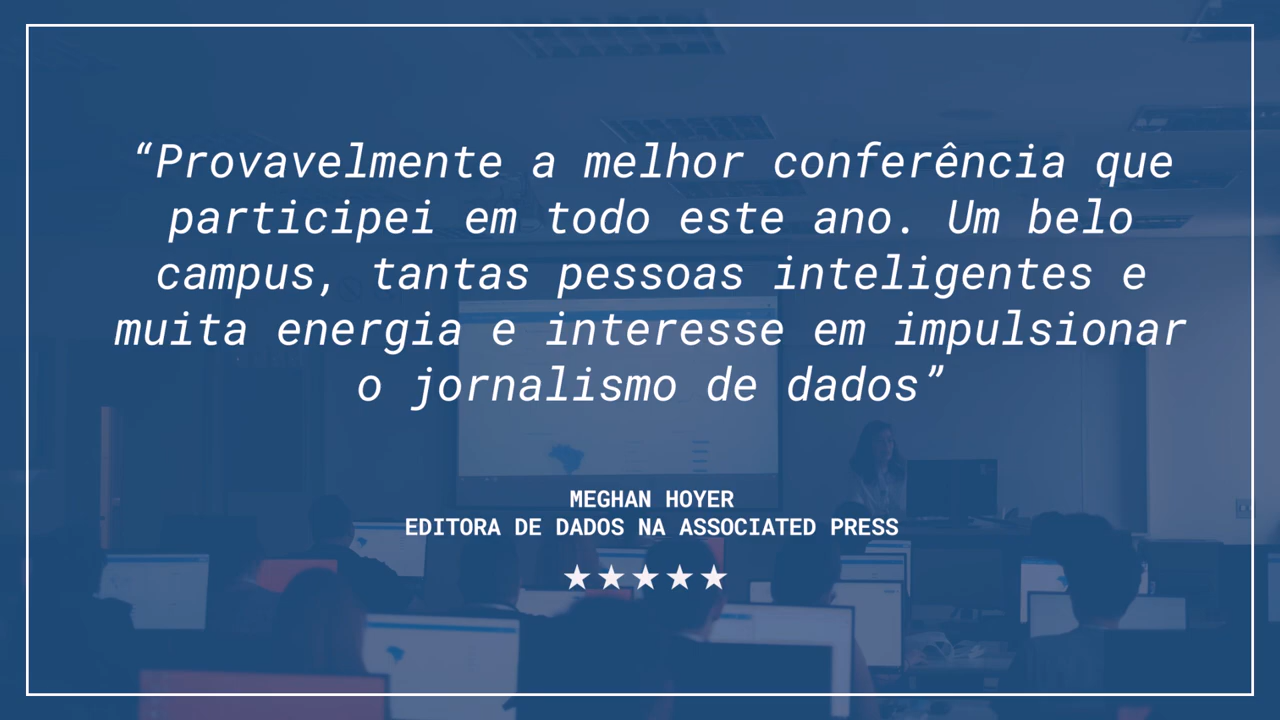 “Provavelmente a melhor conferência que
participei em todo este ano. Um belo
campus, tantas pessoas inteligentes e
muita energia e interesse em impulsionar
o jornalismo de dados”
MEGHAN HOYER
EDITORA DE DADOS NA ASSOCIATED PRESS
★★★★★